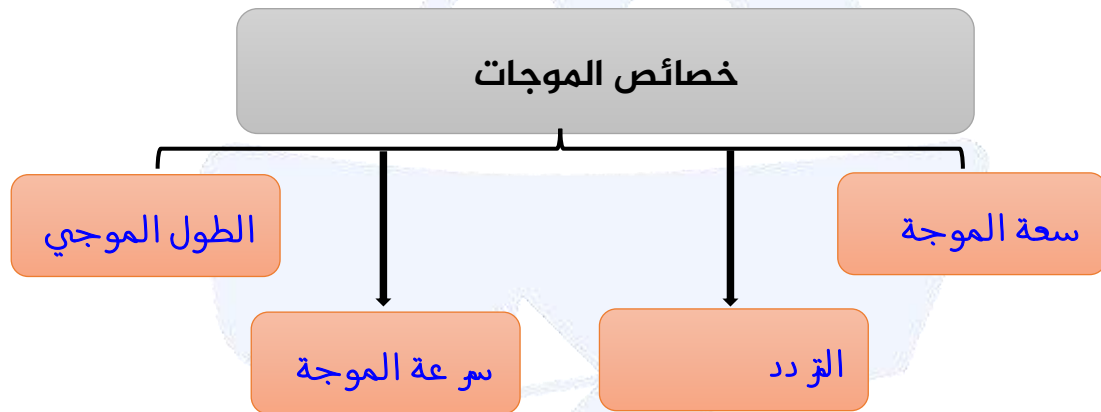 خصائص الموجات
سعة الموجة
الطول الموجي
التردد
سرعة الموجة